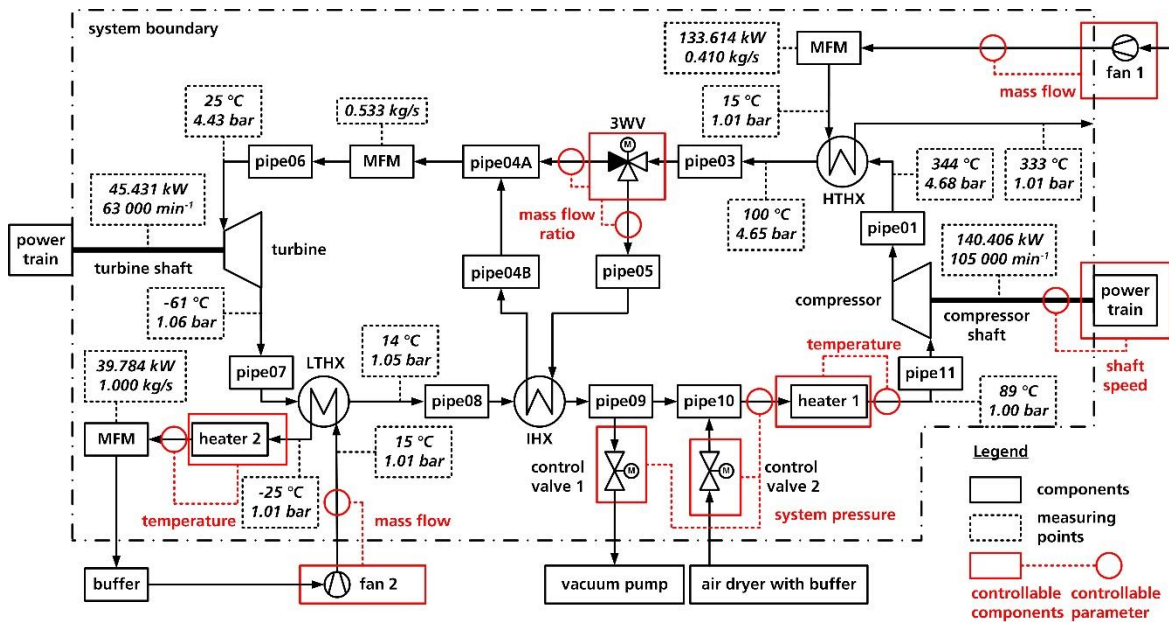 system boundary
133.614 kW
0.410 kg/s
MFM
fan 1
mass flow
25 °C
4.43 bar
0.533 kg/s
3WV
M
15 °C
1.01 bar
pipe06
MFM
pipe04A
pipe03
HTHX
344 °C
4.68 bar
333 °C
1.01 bar
45.431 kW
63 000 min⁻¹
mass flow
ratio
100 °C
4.65 bar
pipe01
power
train
turbine shaft
turbine
pipe04B
pipe05
140.406 kW
105 000 min⁻¹
compressor
compressor
shaft
power
train
-61 °C
1.06 bar
14 °C
1.05 bar
temperature
shaft
speed
39.784 kW
1.000 kg/s
pipe07
LTHX
pipe08
IHX
pipe09
pipe10
heater 1
pipe11
89 °C
1.00 bar
MFM
heater 2
15 °C
1.01 bar
control
valve 1
M
M
control
valve 2
-25 °C
1.01 bar
temperature
mass flow
system pressure
buffer
fan 2
vacuum pump
air dryer with buffer
Legend
components
measuring
points
controllable
components
controllable
parameter